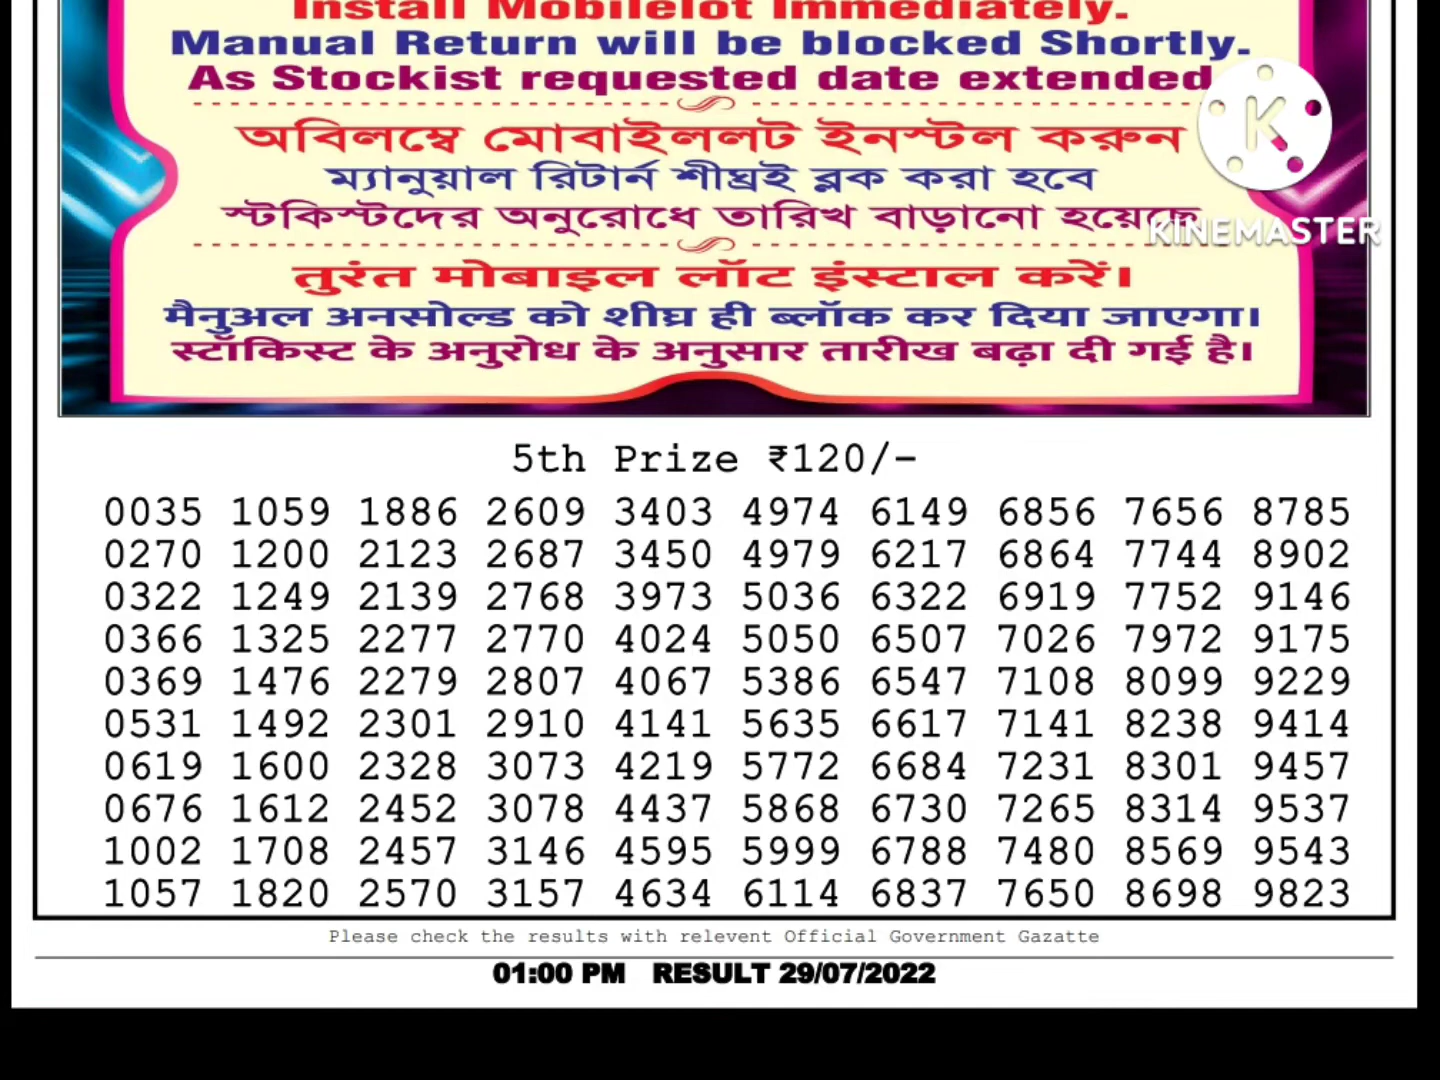 Install Mobilelot Immediately.
Manual Return will be blocked Shortly.
As Stockist requested date extended
অবিলম্বে মোবাইললট ইনস্টল করুন
ম্যানুয়াল রিটার্ন শীঘ্রই ব্লক করা হবে
স্টকিস্টদের অনুরোধে তারিখ বাড়ানো হয়েছে
K
KINEMASTER
तुरंत मोबाइल लॉट इंस्टाल करें।
मैनुअल अनसोल्ड को शीघ्र ही ब्लॉक कर दिया जाएगा।
स्टॉकिस्ट के अनुरोध के अनुसार तारीख बढ़ा दी गई है।
5th Prize ₹120/-
0035 1059 1886 2609 3403 4974 6149 6856 7656 8785
0270 1200 2123 2687 3450 4979 6217 6864 7744 8902
0322 1249 2139 2768 3973 5036 6322 6919 7752 9146
0366 1325 2277 2770 4024 5050 6507 7026 7972 9175
0369 1476 2279 2807 4067 5386 6547 7108 8099 9229
0531 1492 2301 2910 4141 5635 6617 7141 8238 9414
0619 1600 2328 3073 4219 5772 6684 7231 8301 9457
0676 1612 2452 3078 4437 5868 6730 7265 8314 9537
1002 1708 2457 3146 4595 5999 6788 7480 8569 9543
1057 1820 2570 3157 4634 6114 6837 7650 8698 9823
Please check the results with relevent Official Government Gazatte
01:00 PM RESULT 29/07/2022